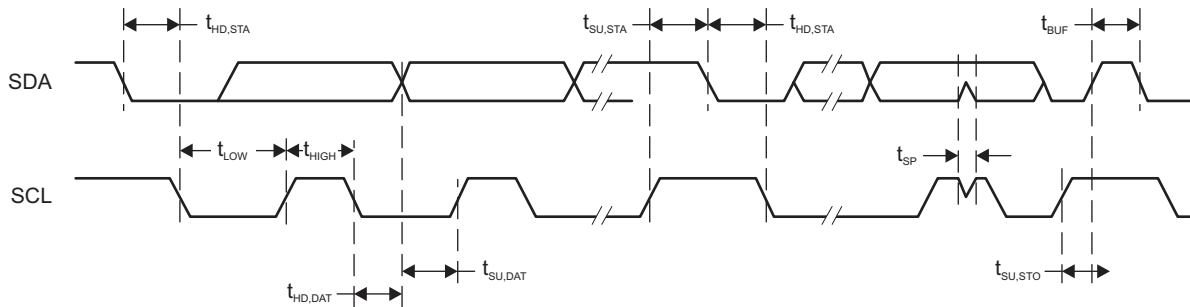 tHD,STA
tSU,STA
tHD,STA
tBUF
SDA
tLOW
tHIGH
tSP
SCL
tSU,DAT
tSU,STO
tHD,DAT